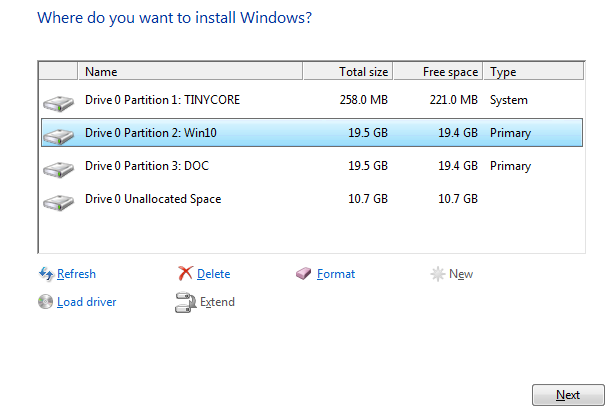 Where do you want to install Windows?
Name Total size Free space Type
Drive 0 Partition 1: TINYCORE 258.0 MB 221.0 MB System
Drive 0 Partition 2: Win10 19.5 GB 19.4 GB Primary
Drive 0 Partition 3: DOC 19.5 GB 19.4 GB Primary
Drive 0 Unallocated Space 10.7 GB 10.7 GB
Refresh Delete Format New
Load driver Extend
Next